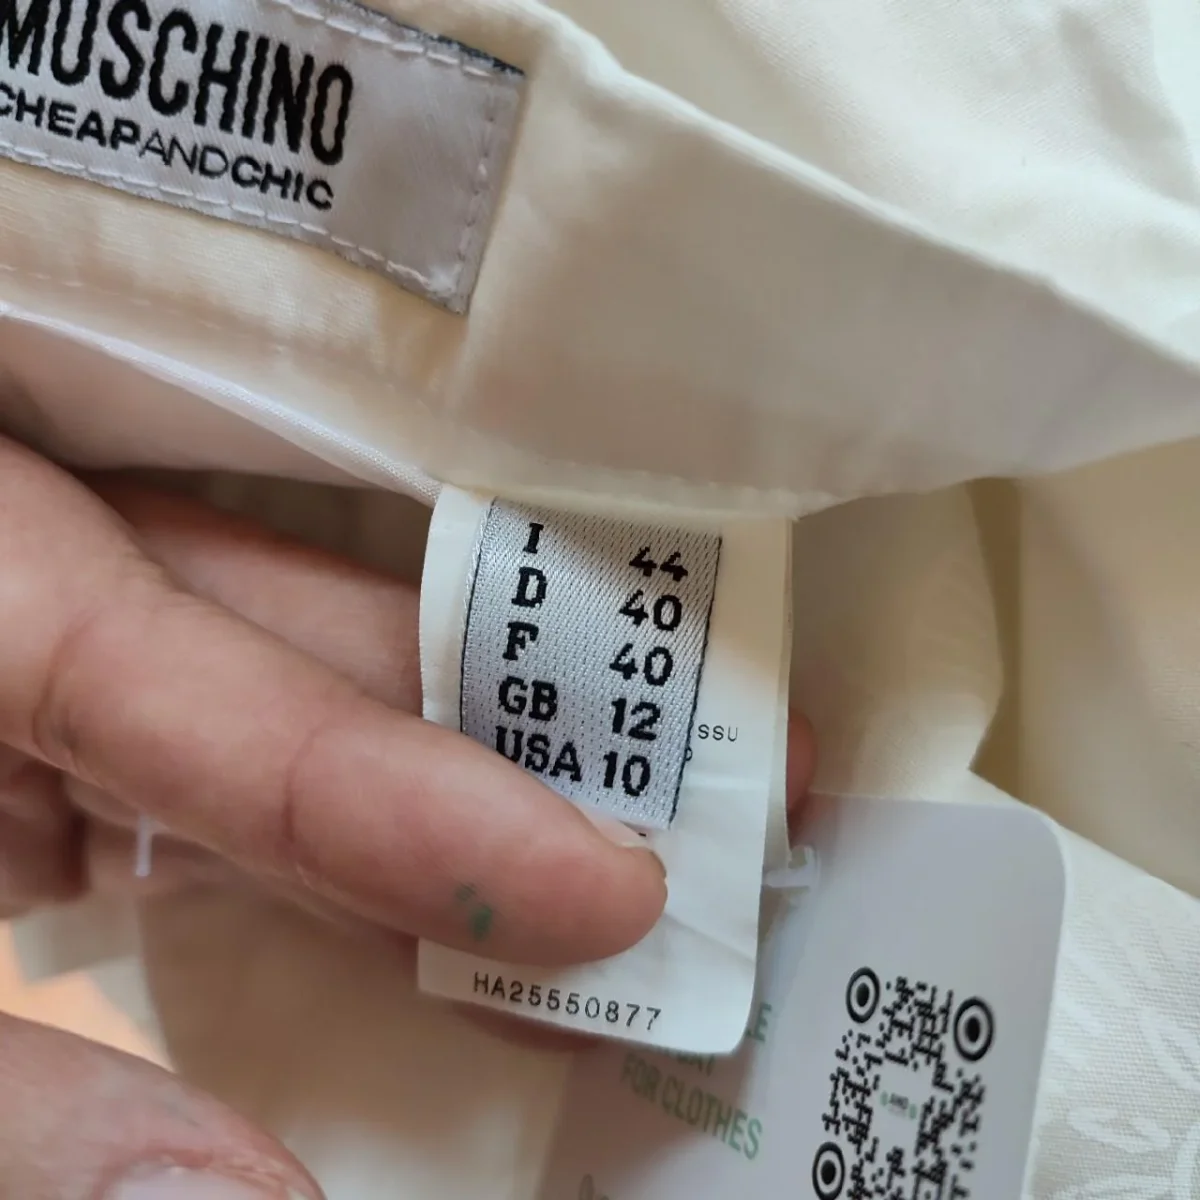 MOSCHINO
CHEAPANDCHIC
I 44
D 40
F 40
GB 12
USA 10
SSU
HA25550877
FOR CLOTHES